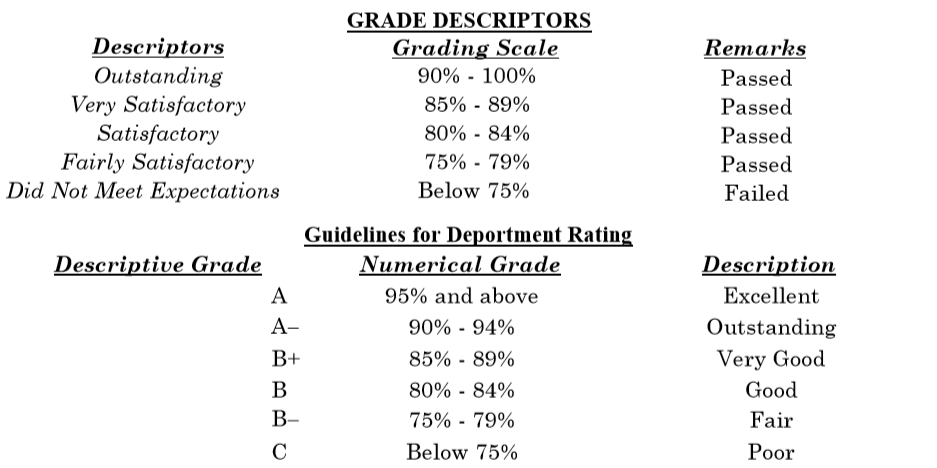 GRADE DESCRIPTORS
Descriptors Grading Scale Remarks
Outstanding 90% - 100% Passed
Very Satisfactory 85% - 89% Passed
Satisfactory 80% - 84% Passed
Fairly Satisfactory 75% - 79% Passed
Did Not Meet Expectations Below 75% Failed
Guidelines for Deportment Rating
Descriptive Grade Numerical Grade Description
A 95% and above Excellent
A– 90% - 94% Outstanding
B+ 85% - 89% Very Good
B 80% - 84% Good
B– 75% - 79% Fair
C Below 75% Poor